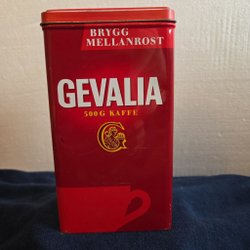 BRYGG
MELLANROST
GEVALIA
500G KAFFE
G